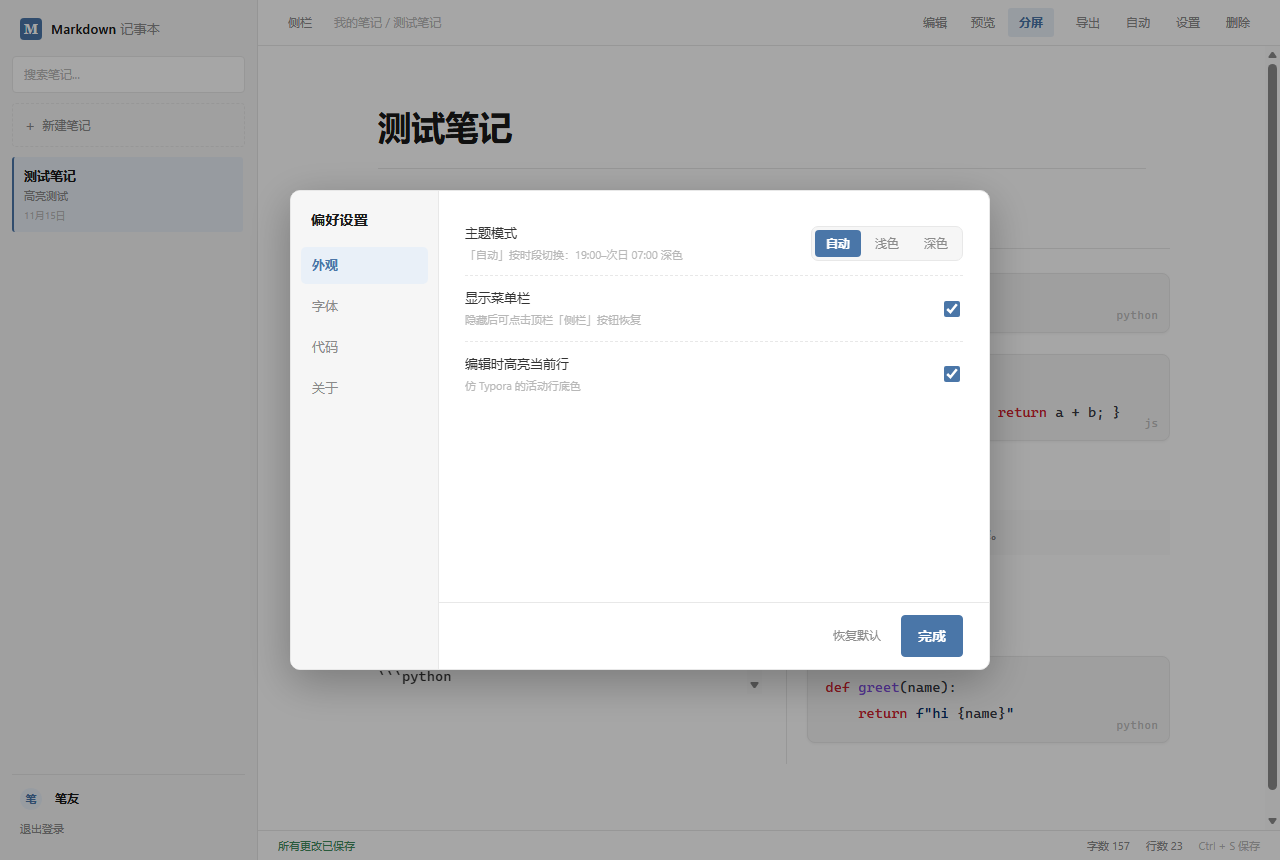 M Markdown 记事本
搜索笔记...
+ 新建笔记
测试笔记
高亮测试
11月15日
笔 笔友
退出登录
侧栏 我的笔记 / 测试笔记 编辑 预览 分屏 导出 自动 设置 删除
测试笔记
python
return a + b; }
js
。
```python
def greet(name):
return f"hi {name}"
python
偏好设置
外观
字体
代码
关于
主题模式
「自动」按时段切换：19:00–次日 07:00 深色
自动 浅色 深色
显示菜单栏
隐藏后可点击顶栏「侧栏」按钮恢复
编辑时高亮当前行
仿 Typora 的活动行底色
恢复默认 完成
所有更改已保存 字数 157 行数 23 Ctrl + S 保存